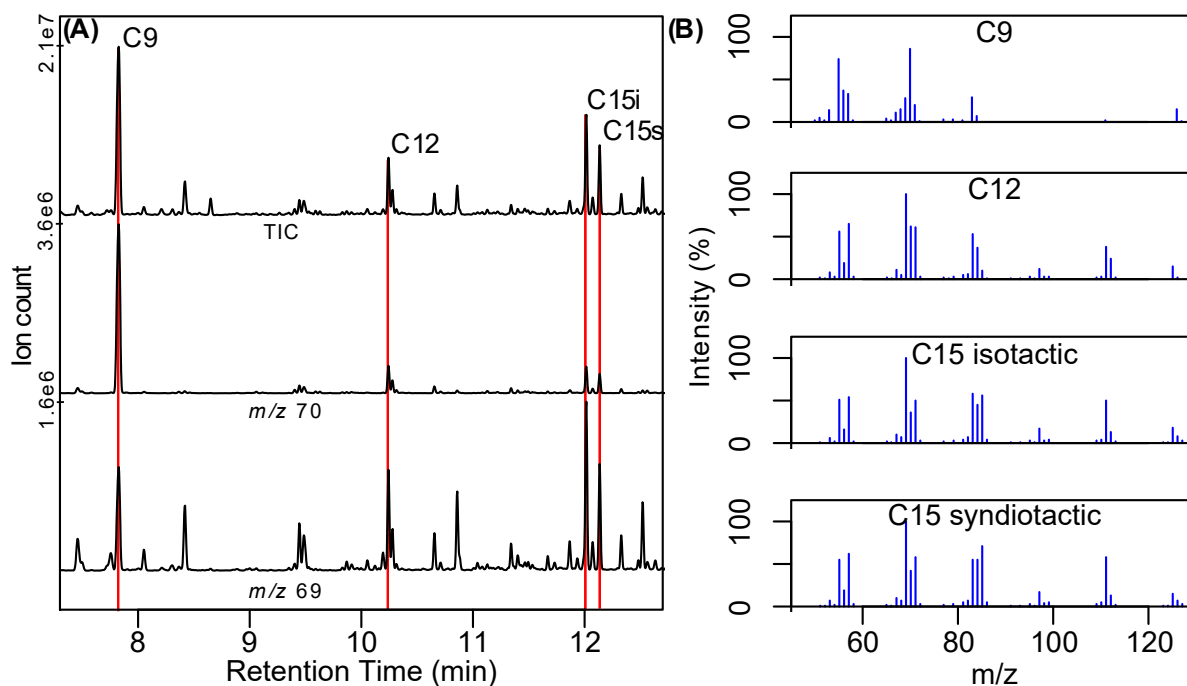 (A)
C9
C12
C15i
C15s
2.1e7
TIC
3.6e6
m/z 70
1.6e6
m/z 69
Ion count
8 9 10 11 12
Retention Time (min)
(B)
C9
0 100
C12
0 100
C15 isotactic
0 100
C15 syndiotactic
0 100
Intensity (%)
60 80 100 120
m/z